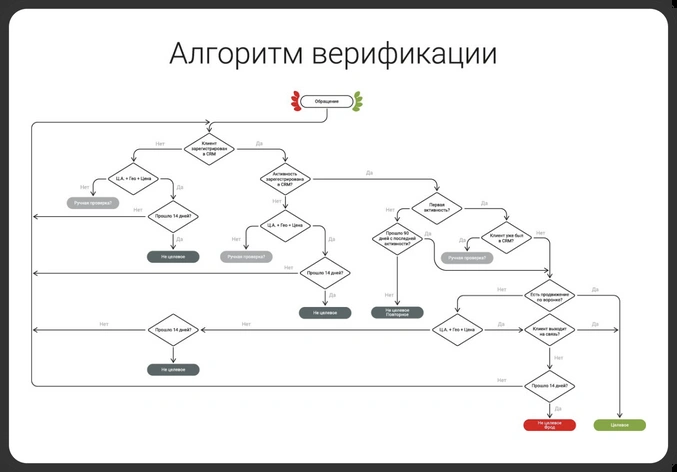 Алгоритм верификации
Обращение
Клиент
зарегистрирован
в CRM
Нет
Да
Ц.А. + Гео + Цена
Активность
зарегистрирована
в CRM?
Да
Нет
Да
Нет
Первая
активность?
Ручная проверка?
Прошло 14 дней?
Нет
Да
Ц.А. + Гео + Цена
Прошло 90
дней с последней
активности?
Да
Клиент уже был
в CRM?
Нет
Да
Нет
Да
Да
Не целевое
Ручная проверка?
Ручная проверка?
Нет
Прошло 14 дней?
Нет
Да
Нет
Есть продвижение
по воронке?
Да
Нет
Не целевое
Не целевое
Повторное
Нет
Прошло 14 дней?
Нет
Ц.А. + Гео + Цена
Да
Клиент выходит
на связь?
Да
Нет
Не целевое
Нет
Прошло 14 дней?
Да
Не целевое
Фрод
Целевое